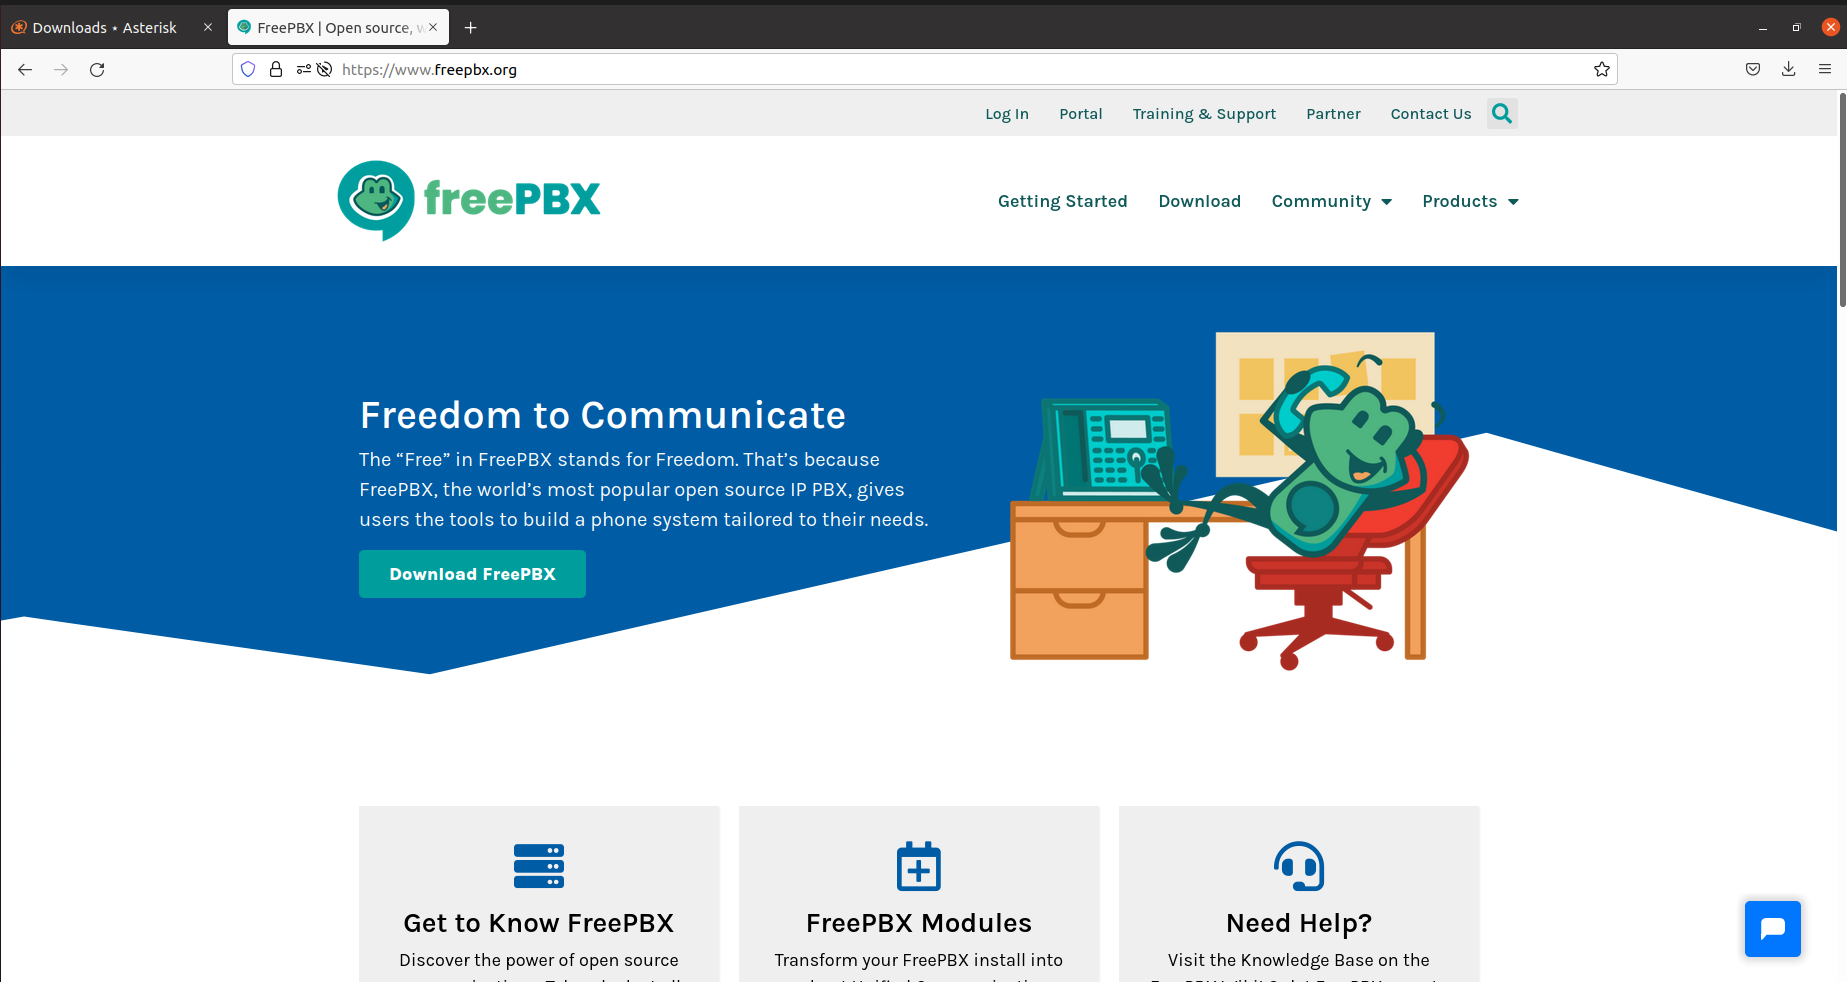 Downloads • Asterisk
FreePBX | Open source, w
https://www.freepbx.org
Log In Portal Training & Support Partner Contact Us
freePBX
Getting Started Download Community Products
Freedom to Communicate
The “Free” in FreePBX stands for Freedom. That’s because
FreePBX, the world’s most popular open source IP PBX, gives
users the tools to build a phone system tailored to their needs.
Download FreePBX
Get to Know FreePBX
Discover the power of open source
FreePBX Modules
Transform your FreePBX install into
Need Help?
Visit the Knowledge Base on the